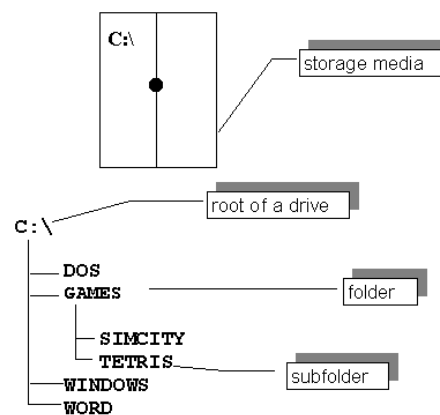 C:\
storage media
root of a drive
C:\
DOS
GAMES
folder
SIMCITY
TETRIS
subfolder
WINDOWS
WORD